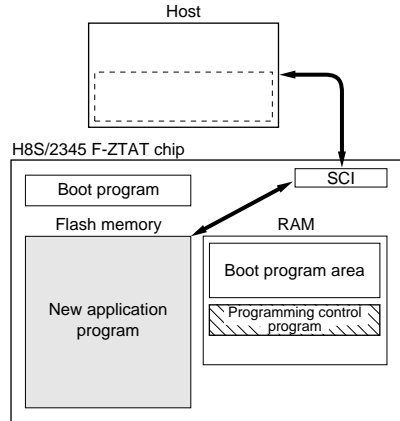 Host
H8S/2345 F-ZTAT chip
SCI
Boot program
Flash memory
RAM
Boot program area
New application
program
Programming control
program